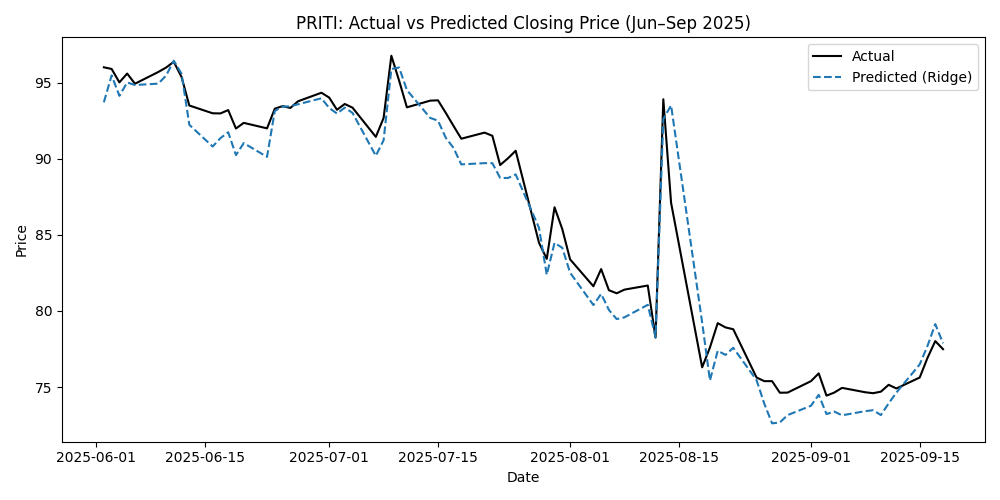 PRITI: Actual vs Predicted Closing Price (Jun–Sep 2025)
Actual
Predicted (Ridge)
Price
95
90
85
80
75
2025-06-01 2025-06-15 2025-07-01 2025-07-15 2025-08-01 2025-08-15 2025-09-01 2025-09-15
Date